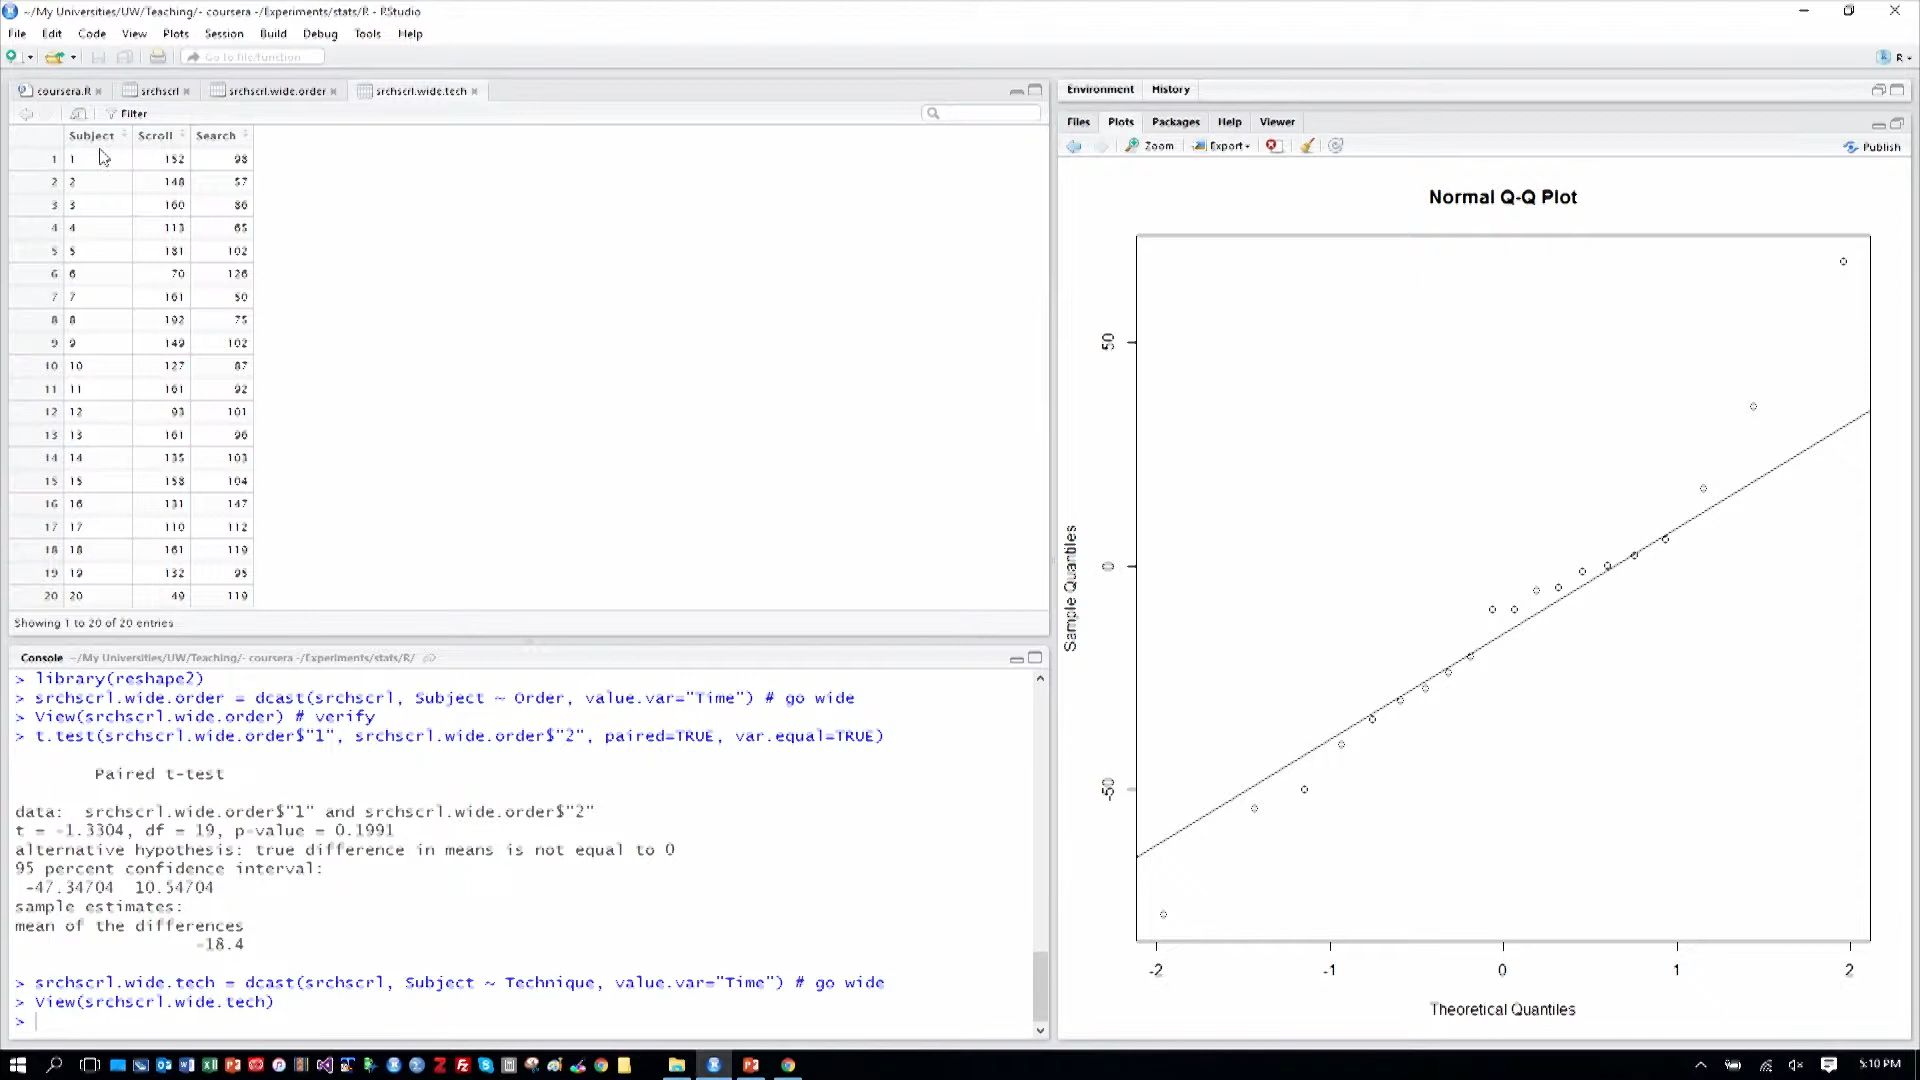 ~/My Universities/UW/Teaching/- coursera -/Experiments/stats/R - RStudio
File Edit Code View Plots Session Build Debug Tools Help
Go to file/function
R
coursera.R srchscrl srchscrl.wide.order srchscrl.wide.tech
Filter
Subject Scroll Search
1 1 152 98
2 2 148 57
3 3 160 86
4 4 113 65
5 5 181 102
6 6 70 126
7 7 161 50
8 8 192 75
9 9 149 102
10 10 127 87
11 11 161 92
12 12 93 101
13 13 161 96
14 14 135 103
15 15 158 104
16 16 131 147
17 17 110 112
18 18 161 119
19 19 132 95
20 20 49 119
Showing 1 to 20 of 20 entries
Console ~/My Universities/UW/Teaching/- coursera -/Experiments/stats/R/
> library(reshape2)
> srchscrl.wide.order = dcast(srchscrl, Subject ~ Order, value.var="Time") # go wide
> View(srchscrl.wide.order) # verify
> t.test(srchscrl.wide.order$"1", srchscrl.wide.order$"2", paired=TRUE, var.equal=TRUE)
Paired t-test
data: srchscrl.wide.order$"1" and srchscrl.wide.order$"2"
t = -1.3304, df = 19, p-value = 0.1991
alternative hypothesis: true difference in means is not equal to 0
95 percent confidence interval:
-47.34704 10.54704
sample estimates:
mean of the differences
-18.4
> srchscrl.wide.tech = dcast(srchscrl, Subject ~ Technique, value.var="Time") # go wide
> View(srchscrl.wide.tech)
>
Environment History
Files Plots Packages Help Viewer
Zoom Export Publish
Normal Q-Q Plot
Sample Quantiles
50
0
-50
-2 -1 0 1 2
Theoretical Quantiles
5:10 PM